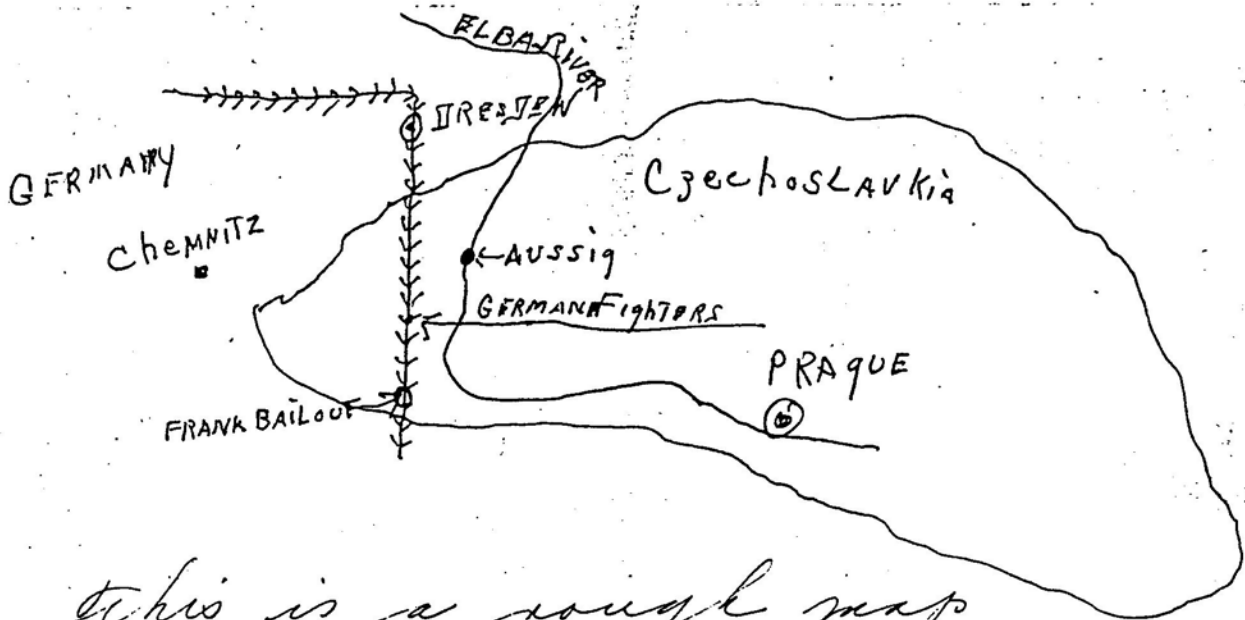 ELBA RIVER
DRESDEN
GERMANY
CzechoSLAVKia
CheMNITZ
AUSSig
GERMAN FighTERS
PRAqUE
FRANK BAILOUT
This is a rough map